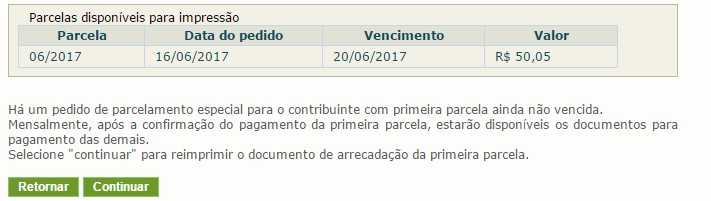 Parcelas disponíveis para impressão
Parcela Data do pedido Vencimento Valor
06/2017 16/06/2017 20/06/2017 R$ 50,05
Há um pedido de parcelamento especial para o contribuinte com primeira parcela ainda não vencida.
Mensalmente, após a confirmação do pagamento da primeira parcela, estarão disponíveis os documentos para
pagamento das demais.
Selecione "continuar" para reimprimir o documento de arrecadação da primeira parcela.
Retornar Continuar